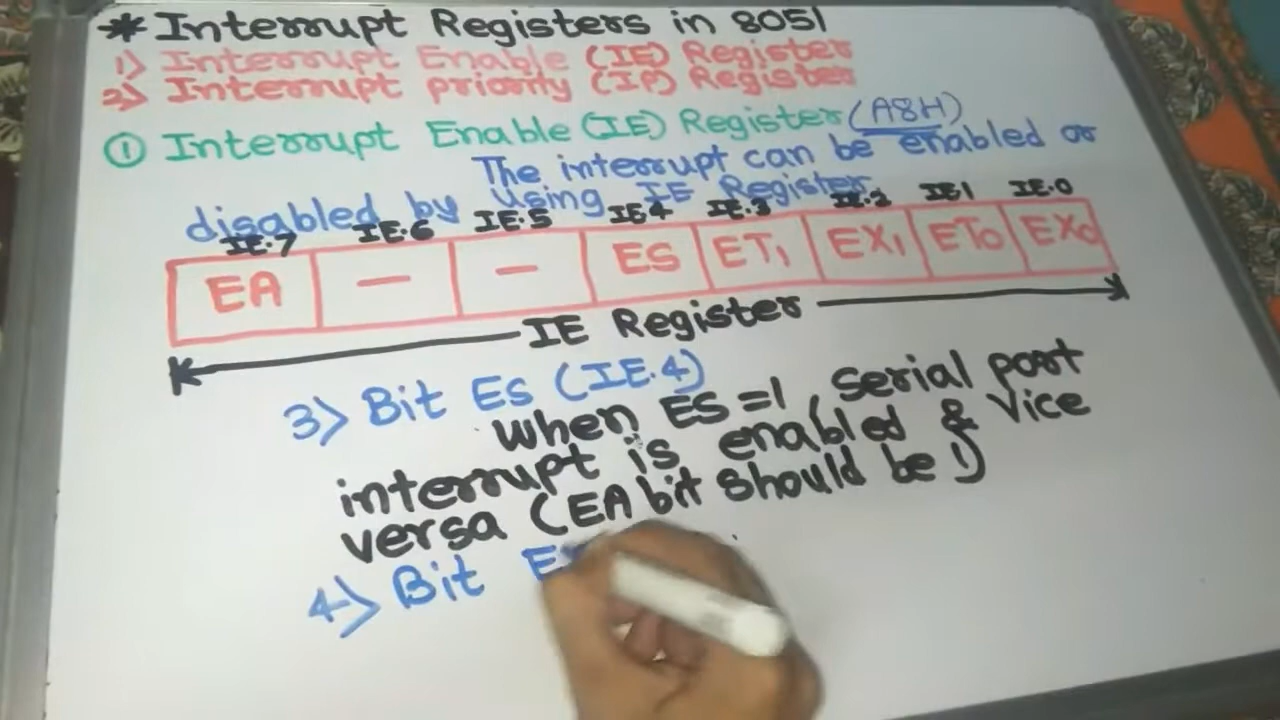 * Interrupt Registers in 8051
1) Interrupt Enable (IE) Register
2) Interrupt priority (IP) Register
① Interrupt Enable (IE) Register (A8H)
The interrupt can be enabled or
disabled by using IE Register
IE.7 IE.6 IE.5 IE.4 IE.3 IE.2 IE.1 IE.0
EA — — ES ET1 EX1 ET0 EX0
IE Register
3) Bit ES (IE.4)
when ES=1, serial port
interrupt is enabled & vice
versa (EA bit should be 1)
4) Bit